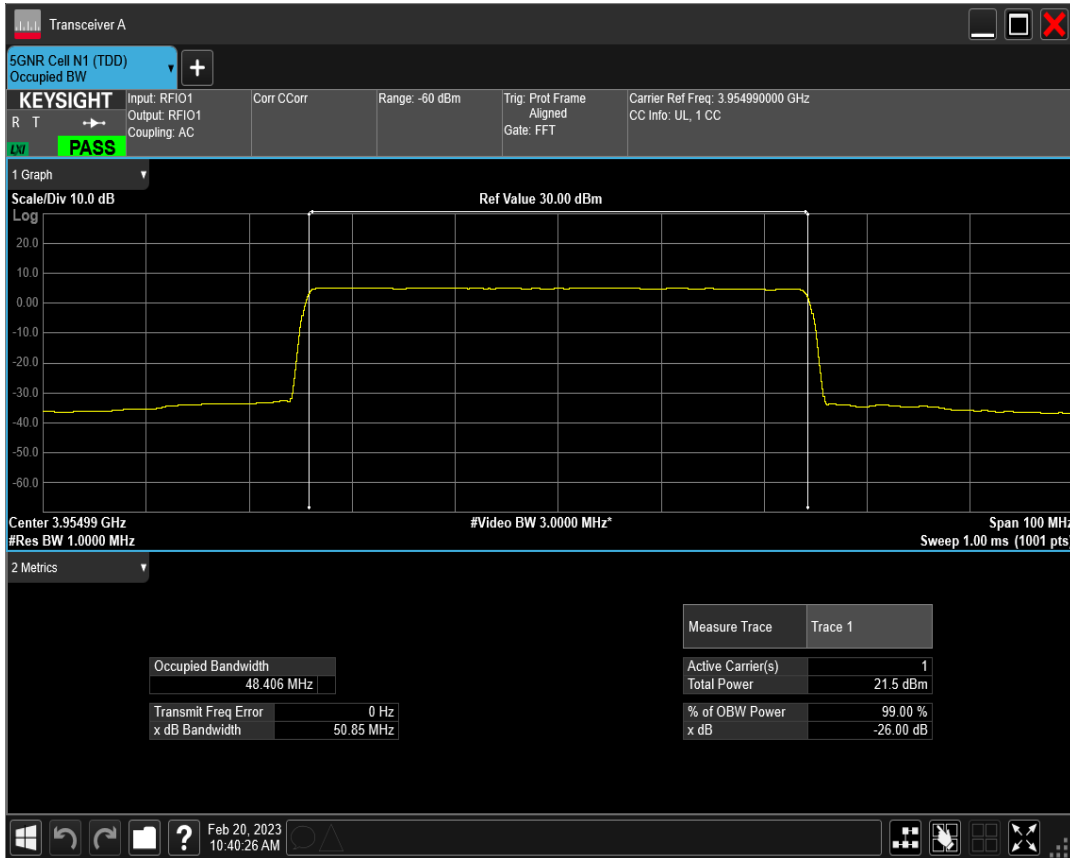 Transceiver A
5GNR Cell N1 (TDD)
Occupied BW
+
KEYSIGHT
R T
LXI
PASS
Input: RFIO1
Output: RFIO1
Coupling: AC
Corr CCorr
Range: -60 dBm
Trig: Prot Frame
Aligned
Gate: FFT
Carrier Ref Freq: 3.954990000 GHz
CC Info: UL, 1 CC
1 Graph
Scale/Div 10.0 dB
Ref Value 30.00 dBm
Log
20.0
10.0
0.00
-10.0
-20.0
-30.0
-40.0
-50.0
-60.0
Center 3.95499 GHz
#Video BW 3.0000 MHz*
Span 100 MHz
#Res BW 1.0000 MHz
Sweep 1.00 ms (1001 pts)
2 Metrics
Measure Trace Trace 1
Occupied Bandwidth
48.406 MHz
Active Carrier(s) 1
Total Power 21.5 dBm
Transmit Freq Error 0 Hz
x dB Bandwidth 50.85 MHz
% of OBW Power 99.00 %
x dB -26.00 dB
?
Feb 20, 2023
10:40:26 AM